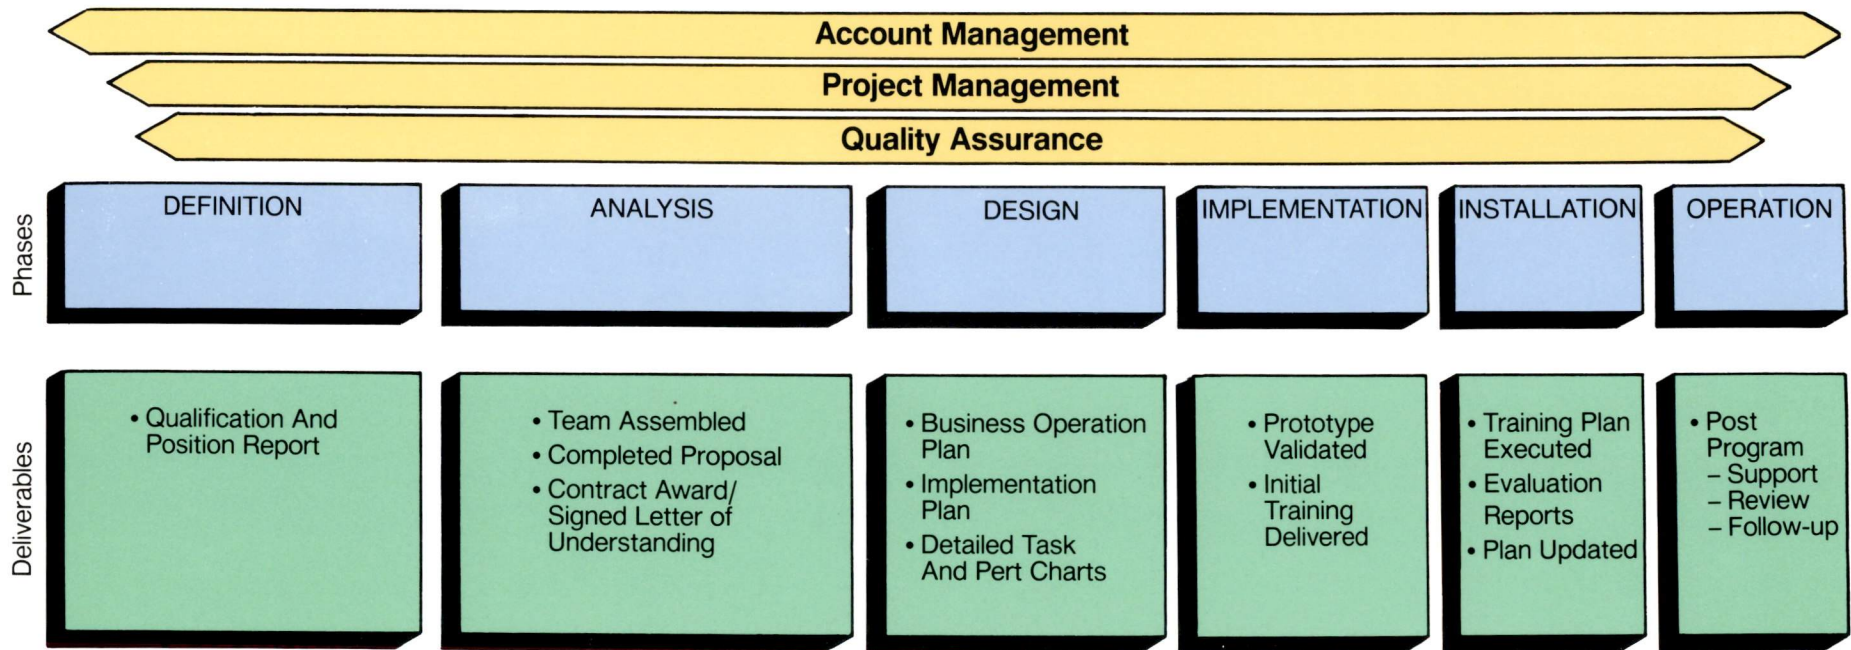 Account Management
Project Management
Quality Assurance
Phases
DEFINITION
ANALYSIS
DESIGN
IMPLEMENTATION
INSTALLATION
OPERATION
Deliverables
• Qualification And
Position Report
• Team Assembled
• Completed Proposal
• Contract Award/
Signed Letter of
Understanding
• Business Operation
Plan
• Implementation
Plan
• Detailed Task
And Pert Charts
• Prototype
Validated
• Initial
Training
Delivered
• Training Plan
Executed
• Evaluation
Reports
• Plan Updated
• Post
Program
– Support
– Review
– Follow-up